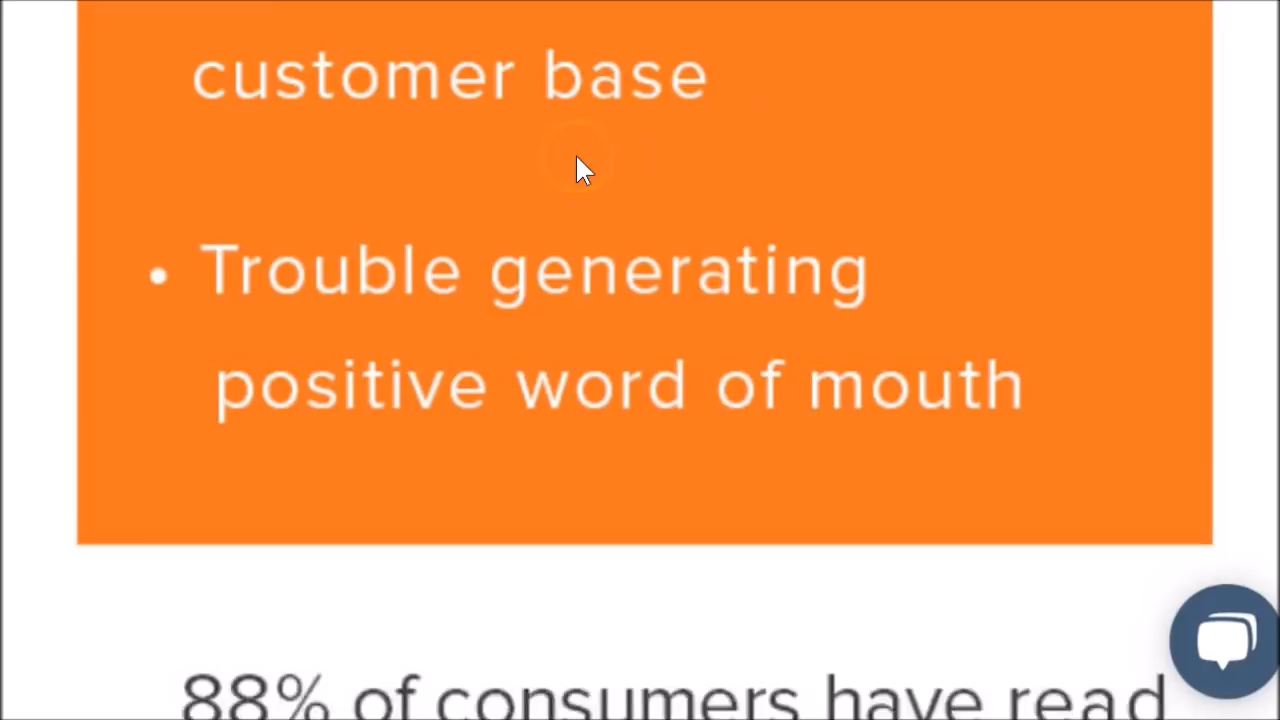 customer base
• Trouble generating
positive word of mouth
88% of consumers have read